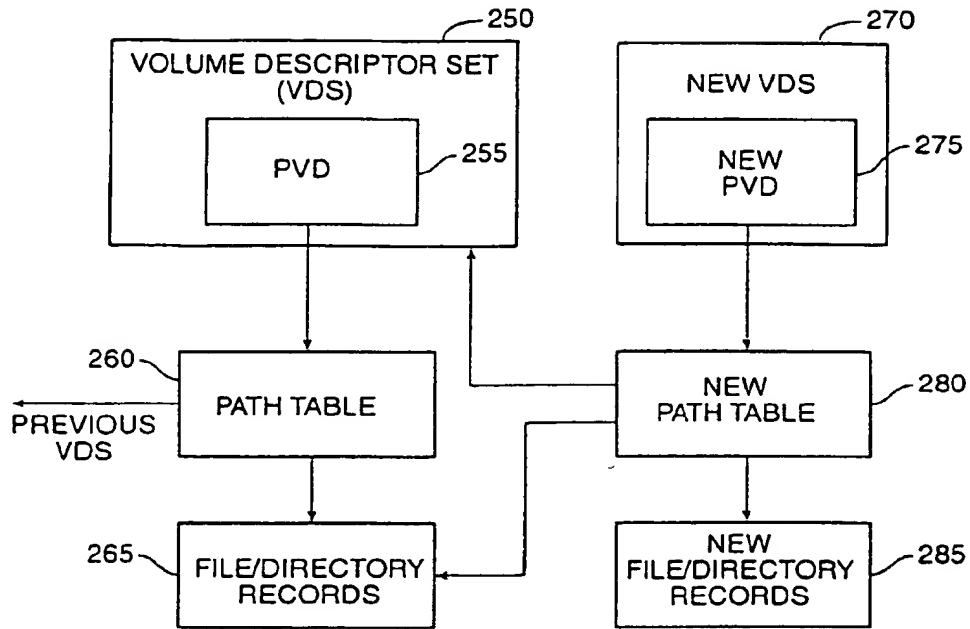 250
VOLUME DESCRIPTOR SET
(VDS)
PVD
255
270
NEW VDS
NEW
PVD
275
260
PATH TABLE
PREVIOUS
VDS
NEW
PATH TABLE
280
265
FILE/DIRECTORY
RECORDS
NEW
FILE/DIRECTORY
RECORDS
285